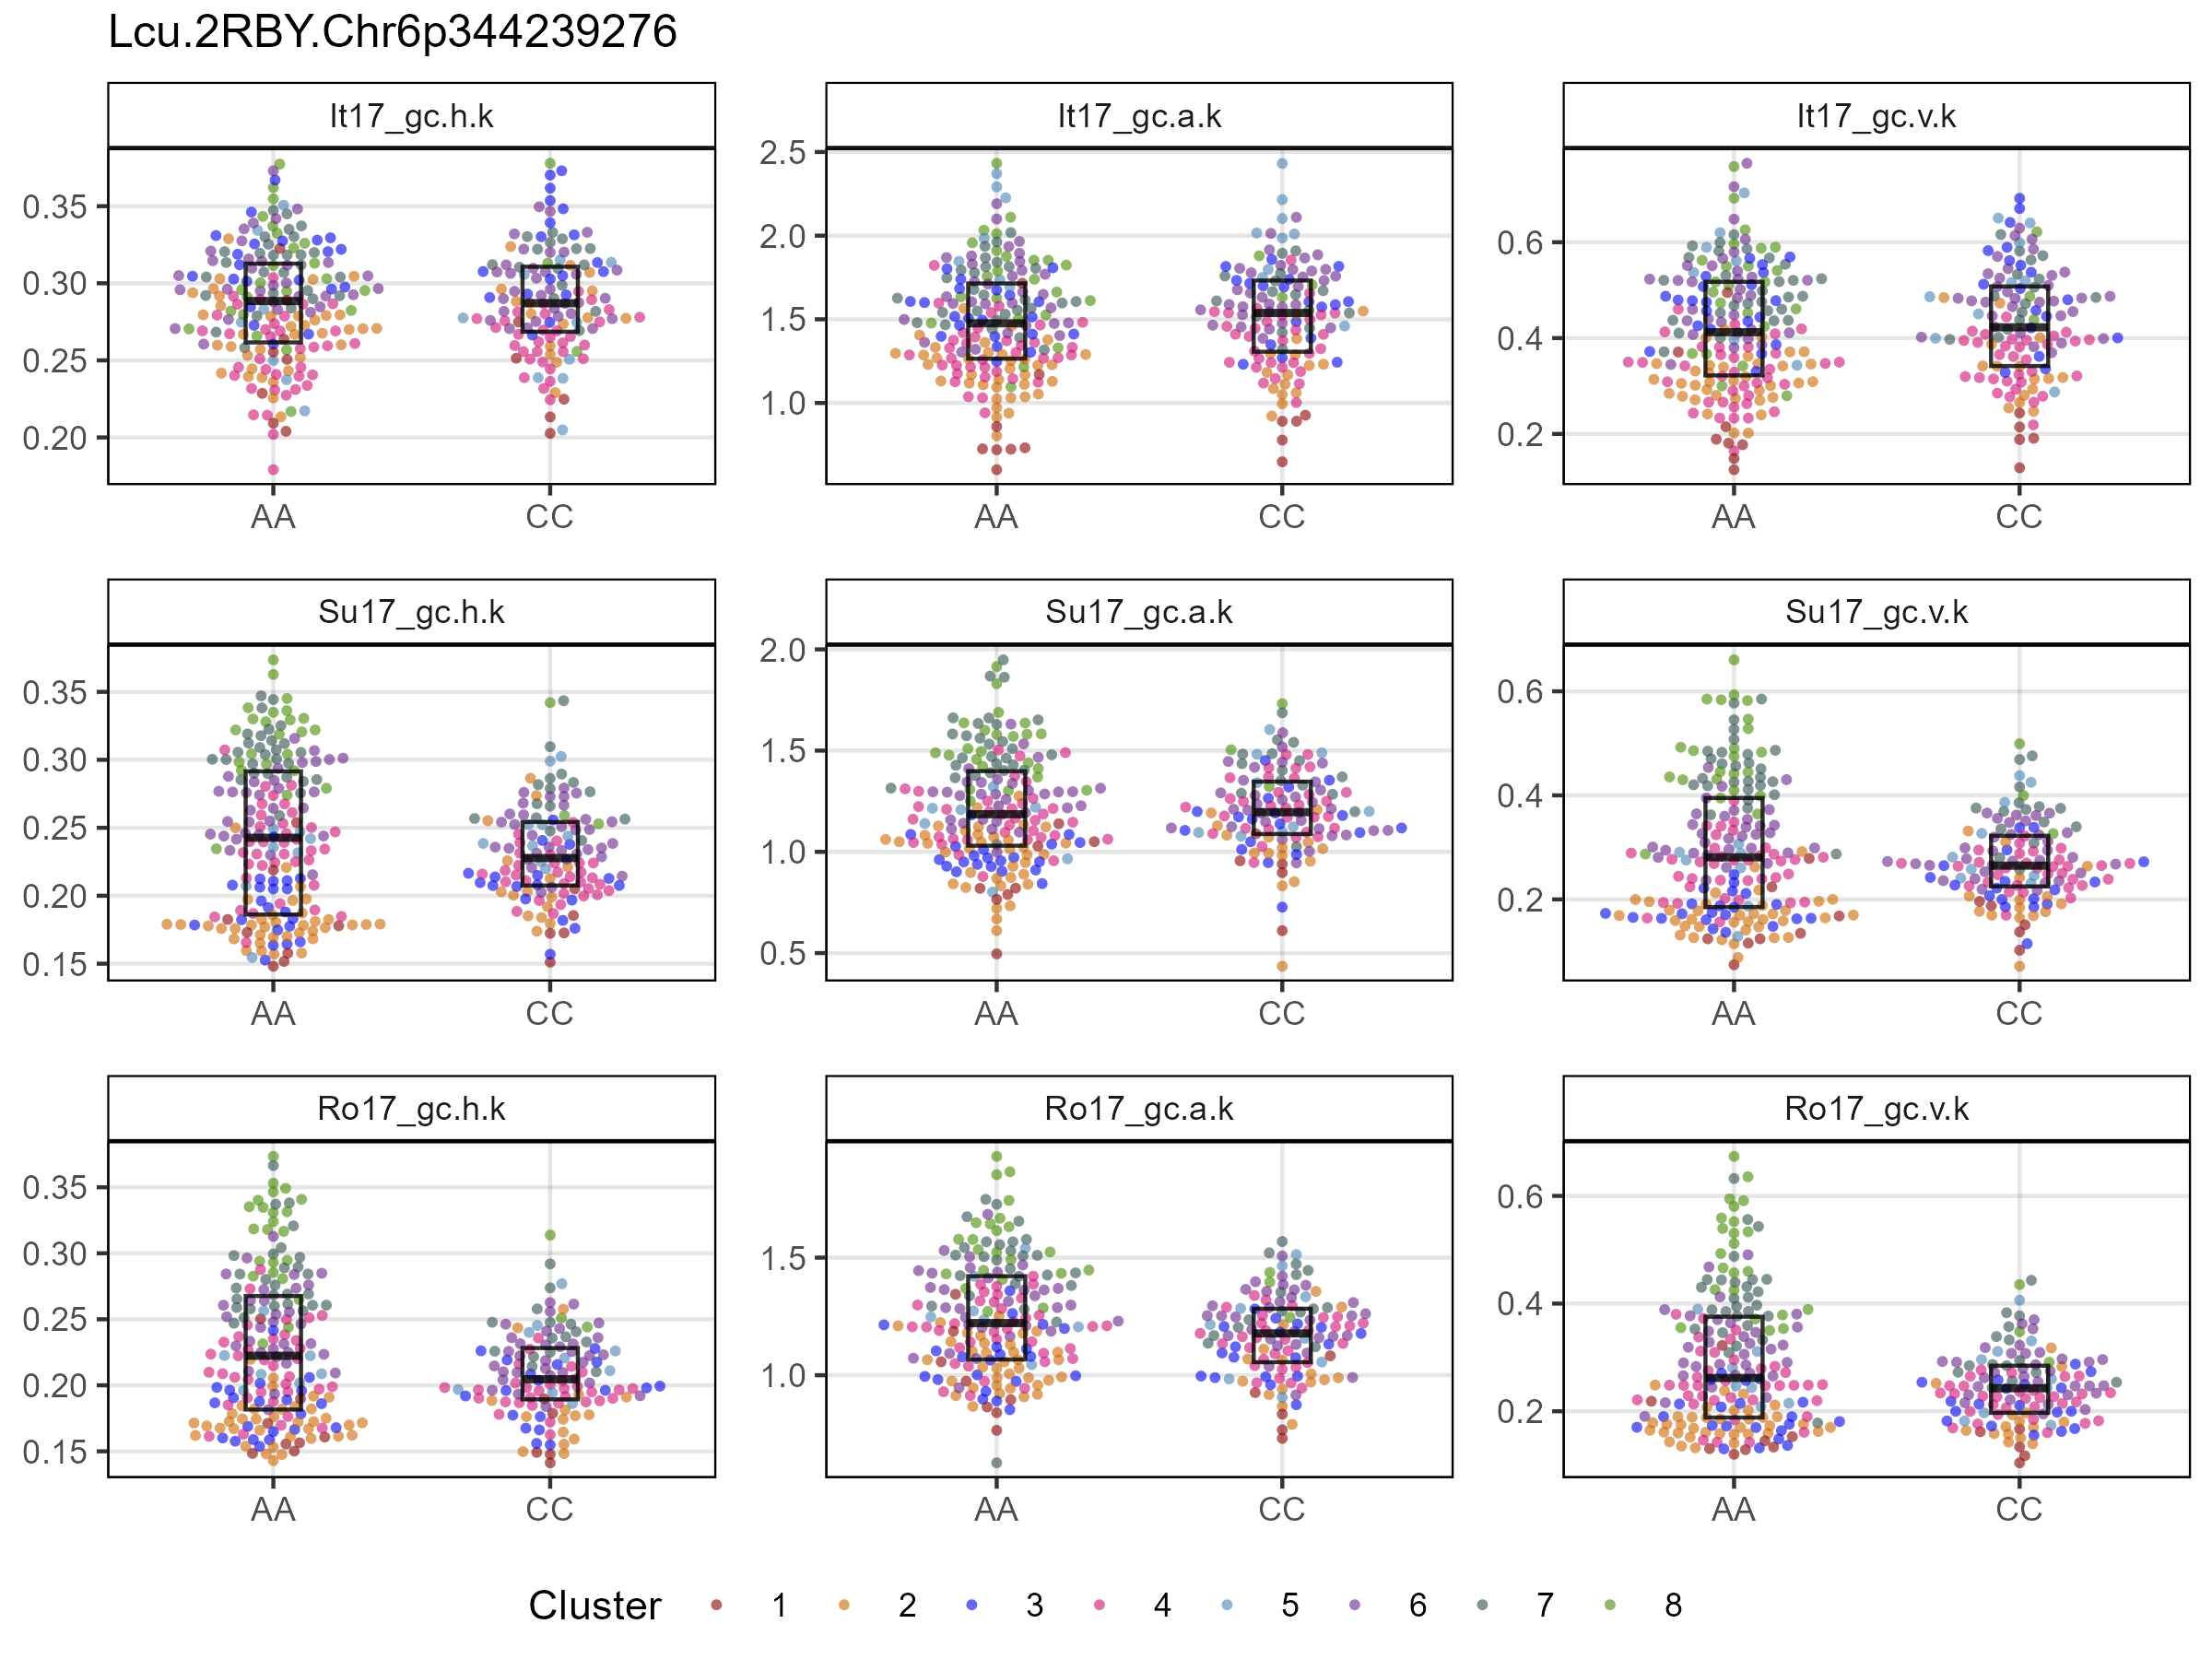 Lcu.2RBY.Chr6p344239276
It17_gc.h.k
It17_gc.a.k
It17_gc.v.k
0.35
0.30
0.25
0.20
2.5
2.0
1.5
1.0
0.6
0.4
0.2
AA
CC
AA
CC
AA
CC
Su17_gc.h.k
Su17_gc.a.k
Su17_gc.v.k
0.35
0.30
0.25
0.20
0.15
2.0
1.5
1.0
0.5
0.6
0.4
0.2
AA
CC
AA
CC
AA
CC
Ro17_gc.h.k
Ro17_gc.a.k
Ro17_gc.v.k
0.35
0.30
0.25
0.20
0.15
1.5
1.0
0.6
0.4
0.2
AA
CC
AA
CC
AA
CC
Cluster 1 2 3 4 5 6 7 8